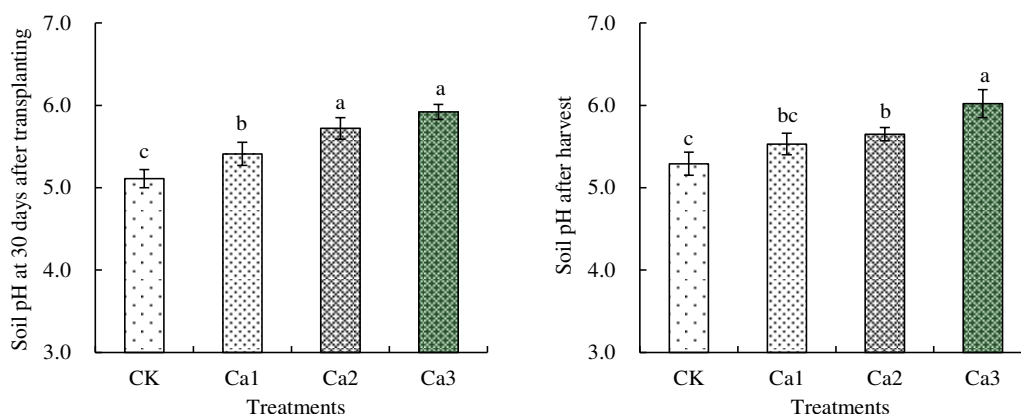 Soil pH at 30 days after transplanting
7.0
6.0
5.0
4.0
3.0
c
b
a
a
CK
Ca1
Ca2
Ca3
Treatments
Soil pH after harvest
7.0
6.0
5.0
4.0
3.0
c
bc
b
a
CK
Ca1
Ca2
Ca3
Treatments